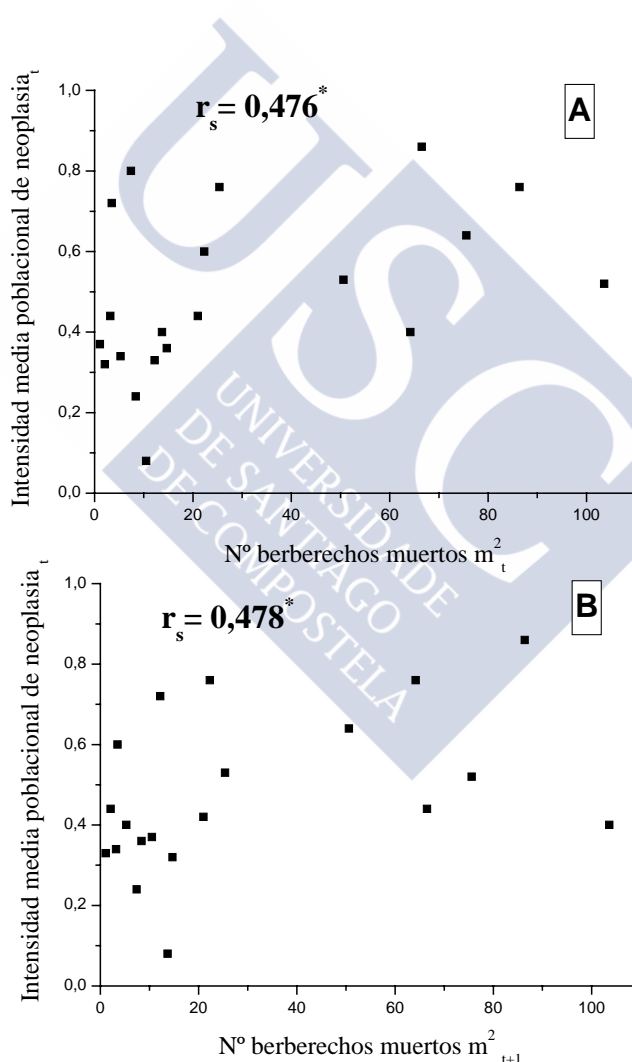 Intensidad media poblacional de neoplasia t
1,0
0,8
0,6
0,4
0,2
0,0
r s = 0,476*
A
0 20 40 60 80 100
Nº berberechos muertos m2 t
Intensidad media poblacional de neoplasia t
1,0
0,8
0,6
0,4
0,2
0,0
r s = 0,478*
B
0 20 40 60 80 100
Nº berberechos muertos m2 t+1
USC
UNIVERSIDADE
DE SANTIAGO
DE COMPOSTELA